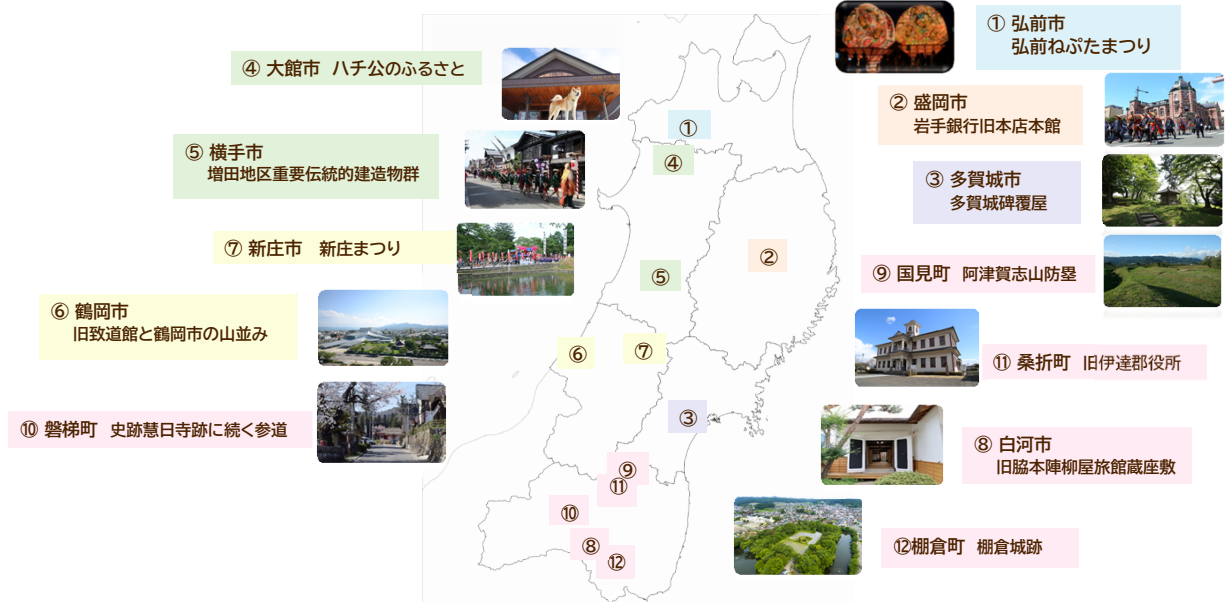 ① 弘前市
弘前ねぷたまつり
④ 大館市 ハチ公のふるさと
② 盛岡市
岩手銀行旧本店本館
⑤ 横手市
増田地区重要伝統的建造物群
③ 多賀城市
多賀城碑覆屋
⑦ 新庄市 新庄まつり
⑨ 国見町 阿津賀志山防塁
⑥ 鶴岡市
旧致道館と鶴岡市の山並み
⑪ 桑折町 旧伊達郡役所
⑩ 磐梯町 史跡慧日寺跡に続く参道
⑧ 白河市
旧脇本陣柳屋旅館蔵座敷
⑫棚倉町 棚倉城跡
①
④
②
⑤
⑥
⑦
③
⑨
⑪
⑩
⑧
⑫